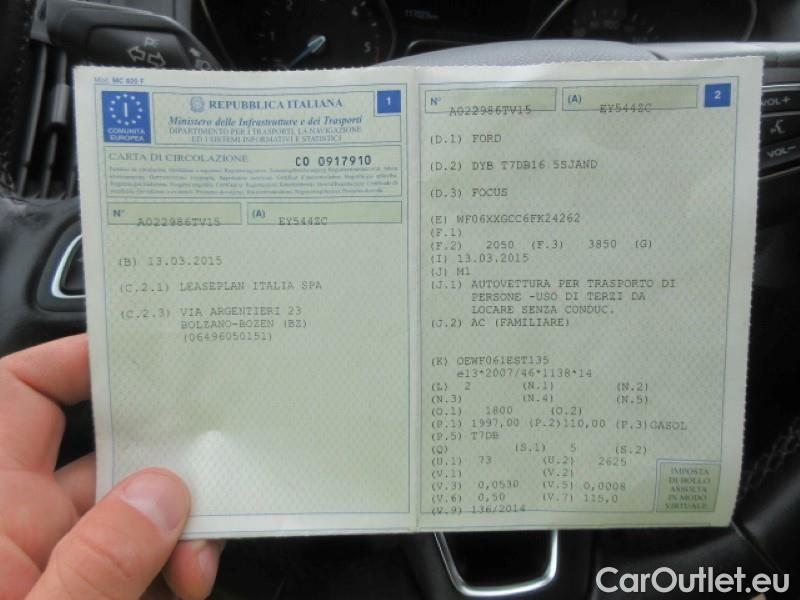 Mod. MC 820 F
COMUNITÀ
EUROPEA
REPUBBLICA ITALIANA
1
Ministero delle Infrastrutture e dei Trasporti
DIPARTIMENTO PER I TRASPORTI, LA NAVIGAZIONE
ED I SISTEMI INFORMATIVI E STATISTICI
CARTA DI CIRCOLAZIONE
CO 0917910
N° A022986TV15 (A) EY544ZC
(B) 13.03.2015
(C.2.1) LEASEPLAN ITALIA SPA
(C.2.3) VIA ARGENTIERI 23
BOLZANO-BOZEN (BZ)
(06496050151)
N° A022986TV15 (A) EY544ZC
2
(D.1) FORD
(D.2) DYB T7DB16 5SJAND
(D.3) FOCUS
(E) WF06XXGCC6FK24262
(F.1)
(F.2) 2050 (F.3) 3850 (G)
(I) 13.03.2015
(J) M1
(J.1) AUTOVETTURA PER TRASPORTO DI
PERSONE -USO DI TERZI DA
LOCARE SENZA CONDUC.
(J.2) AC (FAMILIARE)
(K) OEWF061EST135
e13*2007/46*1138*14
(L) 2 (N.1) (N.2)
(N.3) (N.4) (N.5)
(O.1) 1800 (O.2)
(P.1) 1997,00 (P.2) 110,00 (P.3) GASOL
(P.5) T7DB
(Q) (S.1) 5 (S.2)
(U.1) 73 (U.2) 2625
(V.1) (V.2)
(V.3) 0,0530 (V.5) 0,0008
(V.6) 0,50 (V.7) 115,0
(V.9) 136/2014
IMPOSTA
DI BOLLO
ASSOLTA
IN MODO
VIRTUALE
VOL+
VOL-
CarOutlet.eu